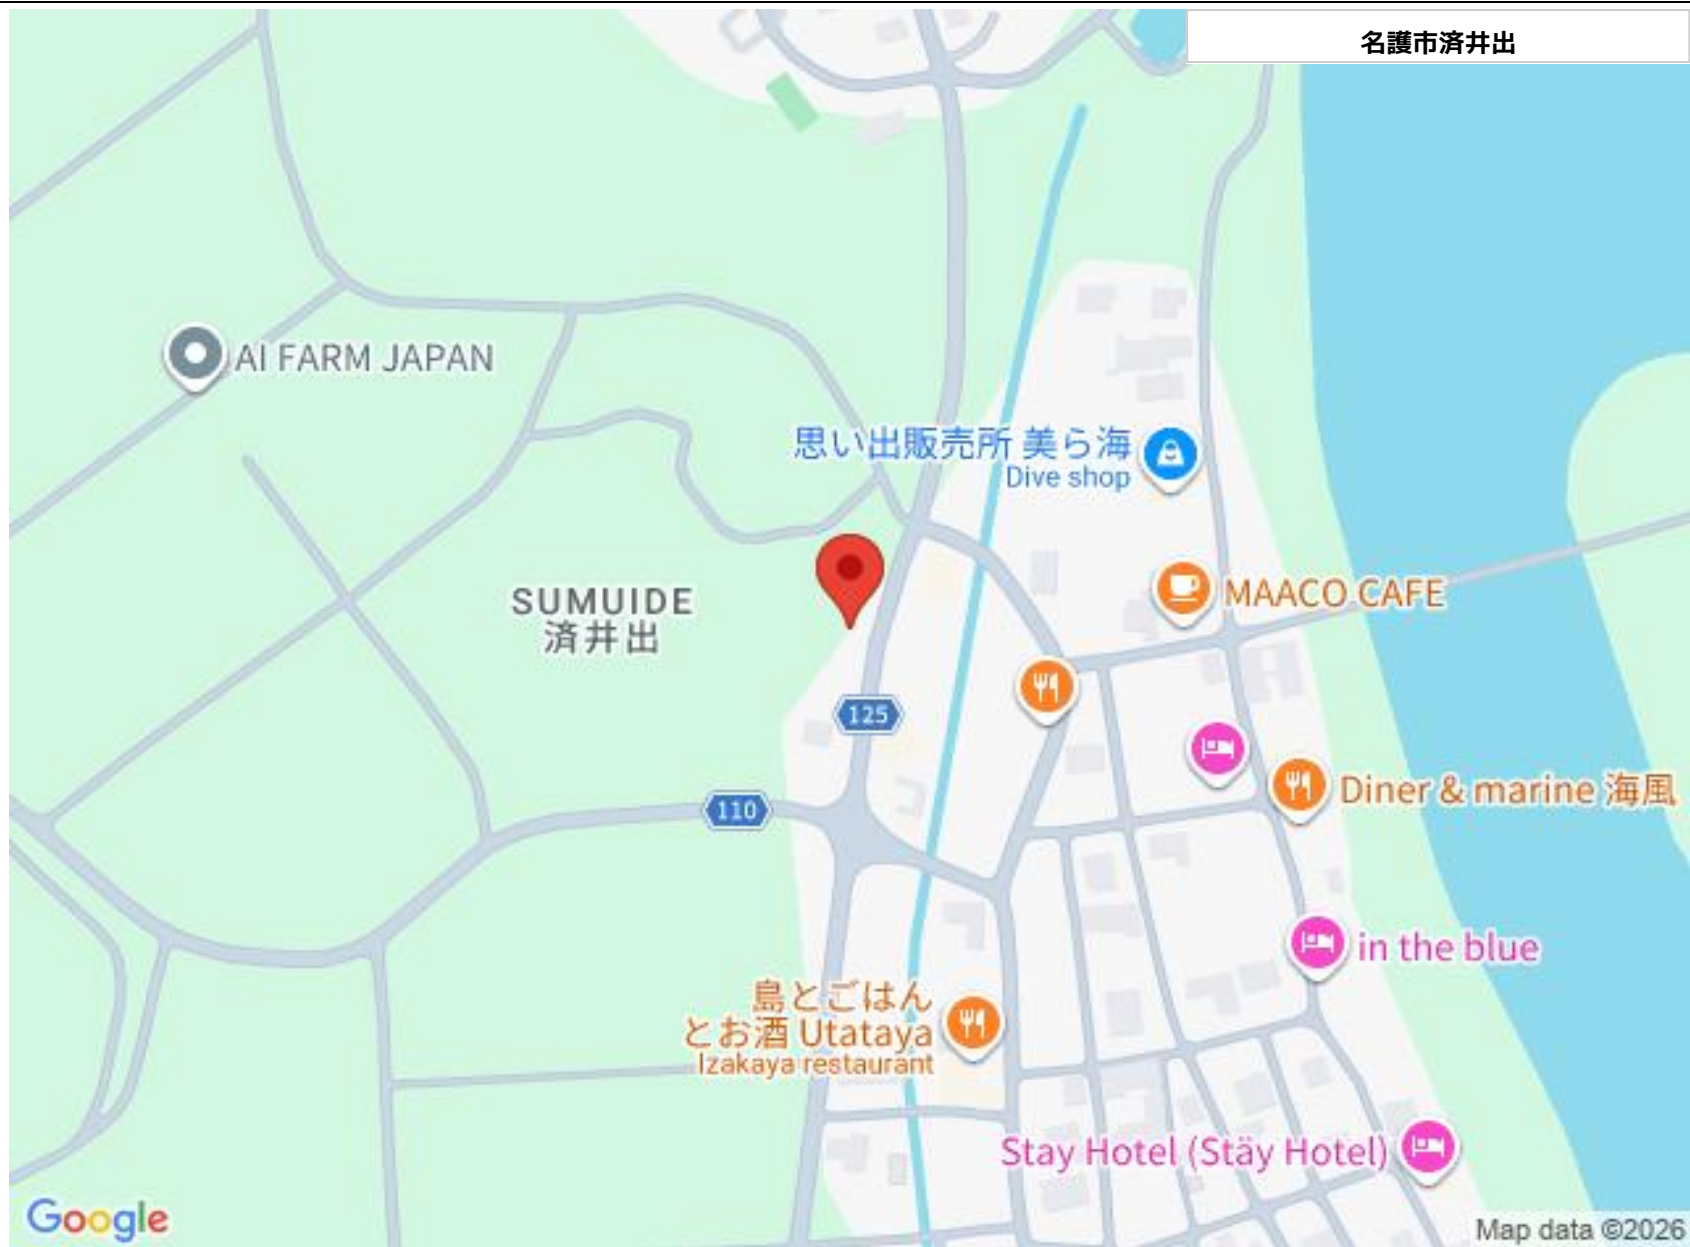 名護市済井出
AI FARM JAPAN
思い出販売所 美ら海
Dive shop
SUMUIDE
済井出
MAACO CAFE
125
110
Diner & marine 海風
in the blue
島とごはん
とお酒 Utataya
Izakaya restaurant
Stay Hotel (Stäy Hotel)
Google
Map data ©2026